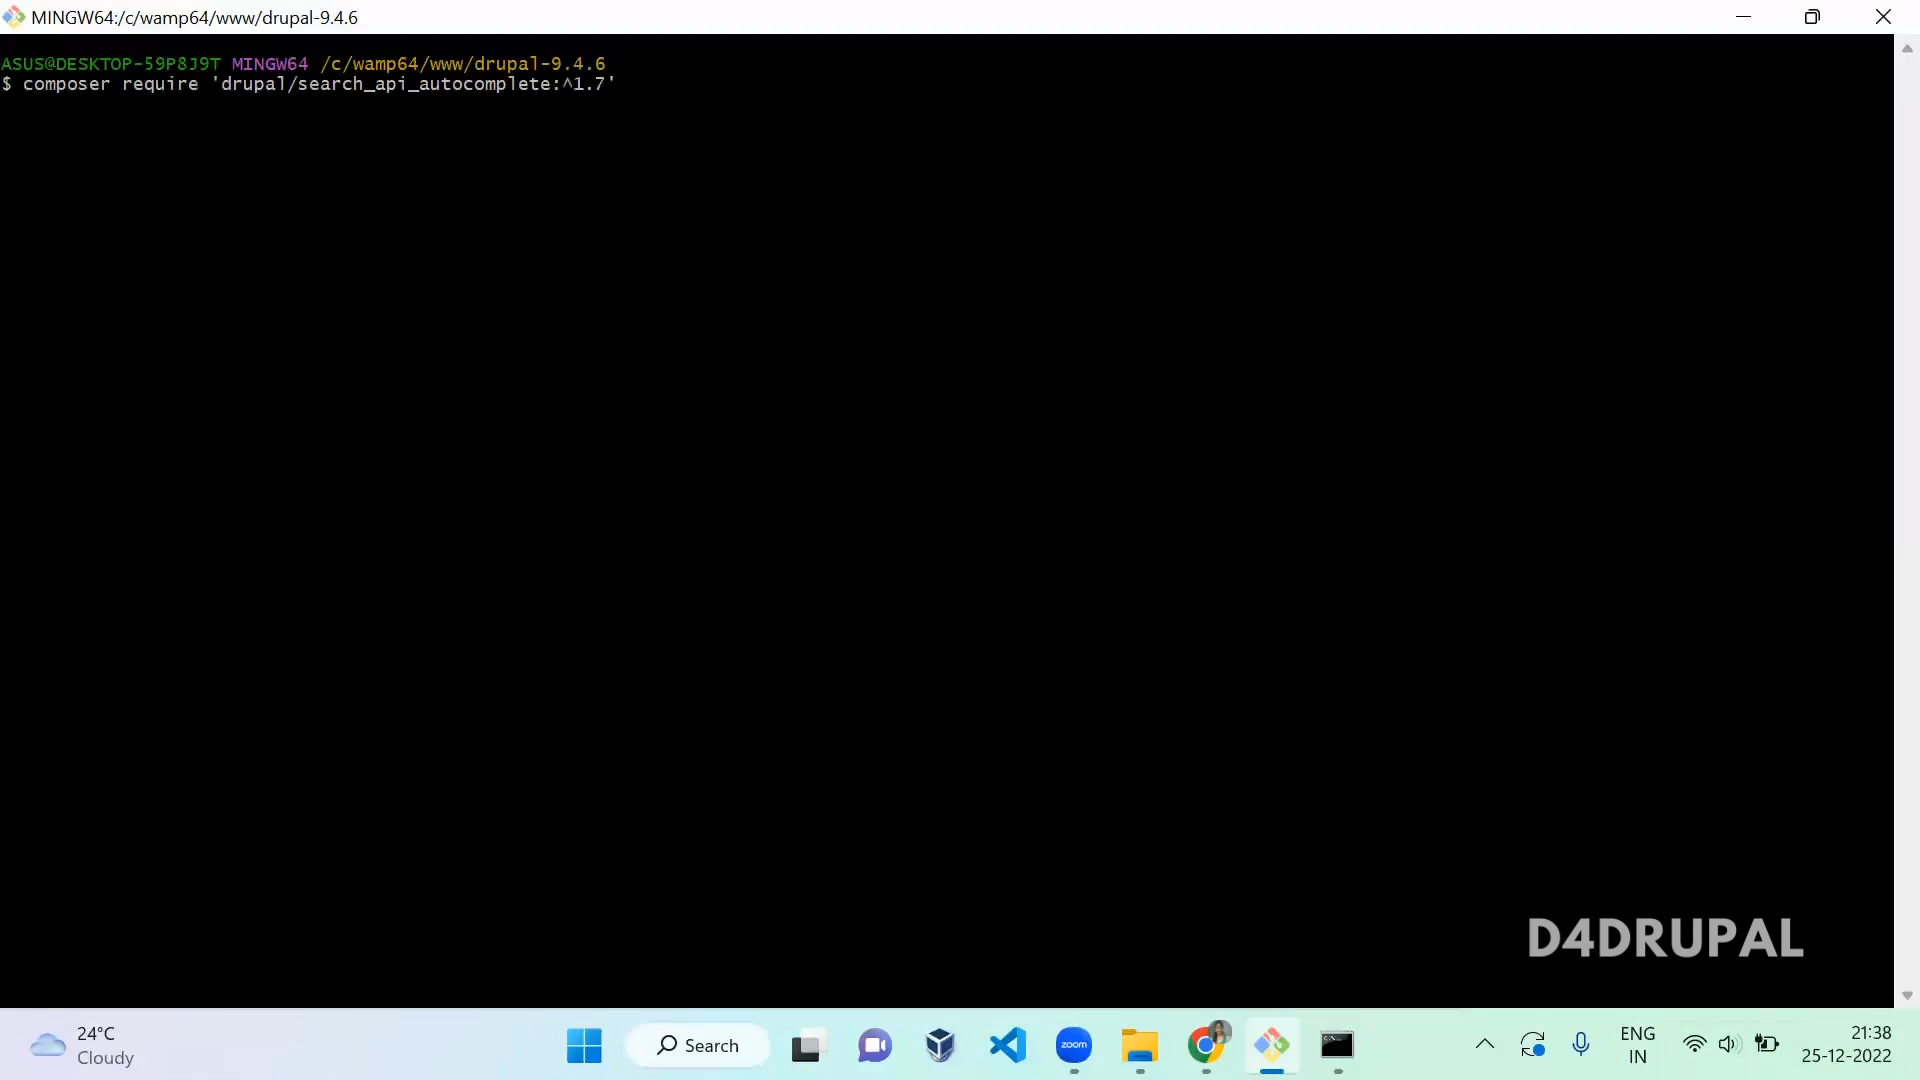 MINGW64:/c/wamp64/www/drupal-9.4.6
ASUS@DESKTOP-59P8J9T MINGW64 /c/wamp64/www/drupal-9.4.6
$ composer require 'drupal/search_api_autocomplete:^1.7'
D4DRUPAL
24°C
Cloudy
Search
zoom
ENG
IN
21:38
25-12-2022